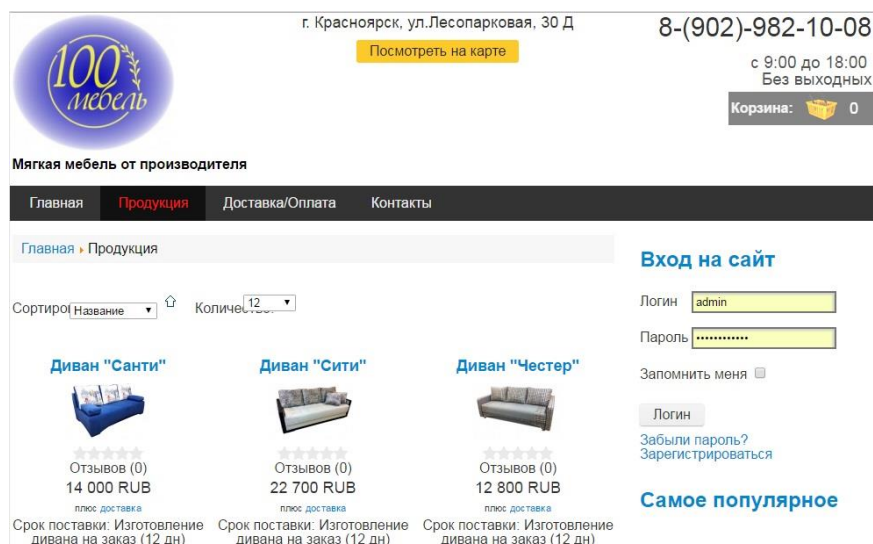 100
мебель
Мягкая мебель от производителя
г. Красноярск, ул.Лесопарковая, 30 Д
Посмотреть на карте
8-(902)-982-10-08
с 9:00 до 18:00
Без выходных
Корзина: 0
Главная Продукция Доставка/Оплата Контакты
Главная Продукция
Название 12
Диван "Санти" Диван "Сити" Диван "Честер"
Отзывов (0) Отзывов (0) Отзывов (0)
14 000 RUB 22 700 RUB 12 800 RUB
плюс доставка плюс доставка плюс доставка
Срок поставки: Изготовление Срок поставки: Изготовление Срок поставки: Изготовление
дивана на заказ (12 дн) дивана на заказ (12 дн) дивана на заказ (12 дн)
Вход на сайт
Логин admin
Пароль ••••••••••••
Запомнить меня
Логин
Забыли пароль?
Зарегистрироваться
Самое популярное